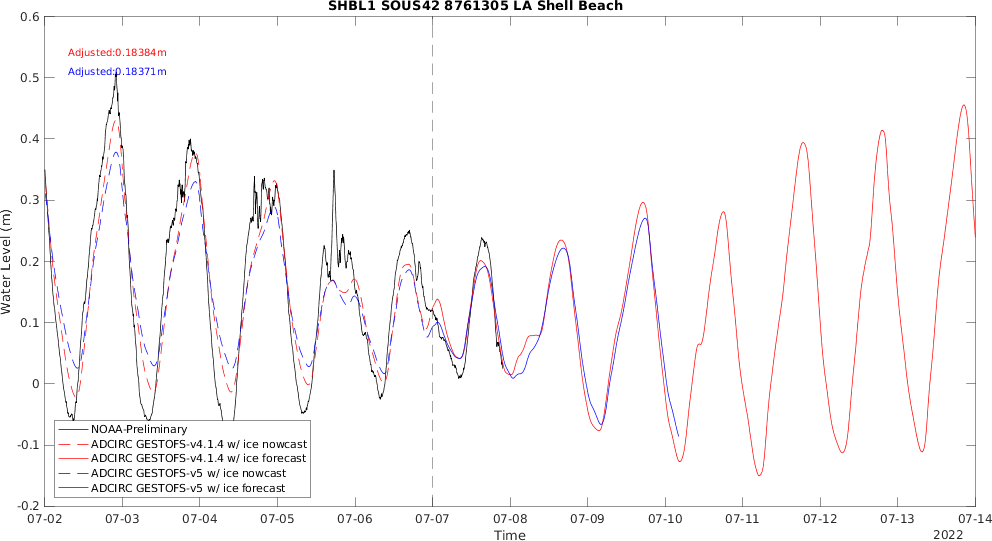 SHBL1 SOUS42 8761305 LA Shell Beach
0.6
0.5
0.4
0.3
0.2
0.1
0
-0.1
-0.2
Water Level (m)
Adjusted:0.18384m
Adjusted:0.18371m
NOAA-Preliminary
ADCIRC GESTOFS-v4.1.4 w/ ice nowcast
ADCIRC GESTOFS-v4.1.4 w/ ice forecast
ADCIRC GESTOFS-v5 w/ ice nowcast
ADCIRC GESTOFS-v5 w/ ice forecast
07-02 07-03 07-04 07-05 07-06 07-07 07-08 07-09 07-10 07-11 07-12 07-13 07-14
Time
2022